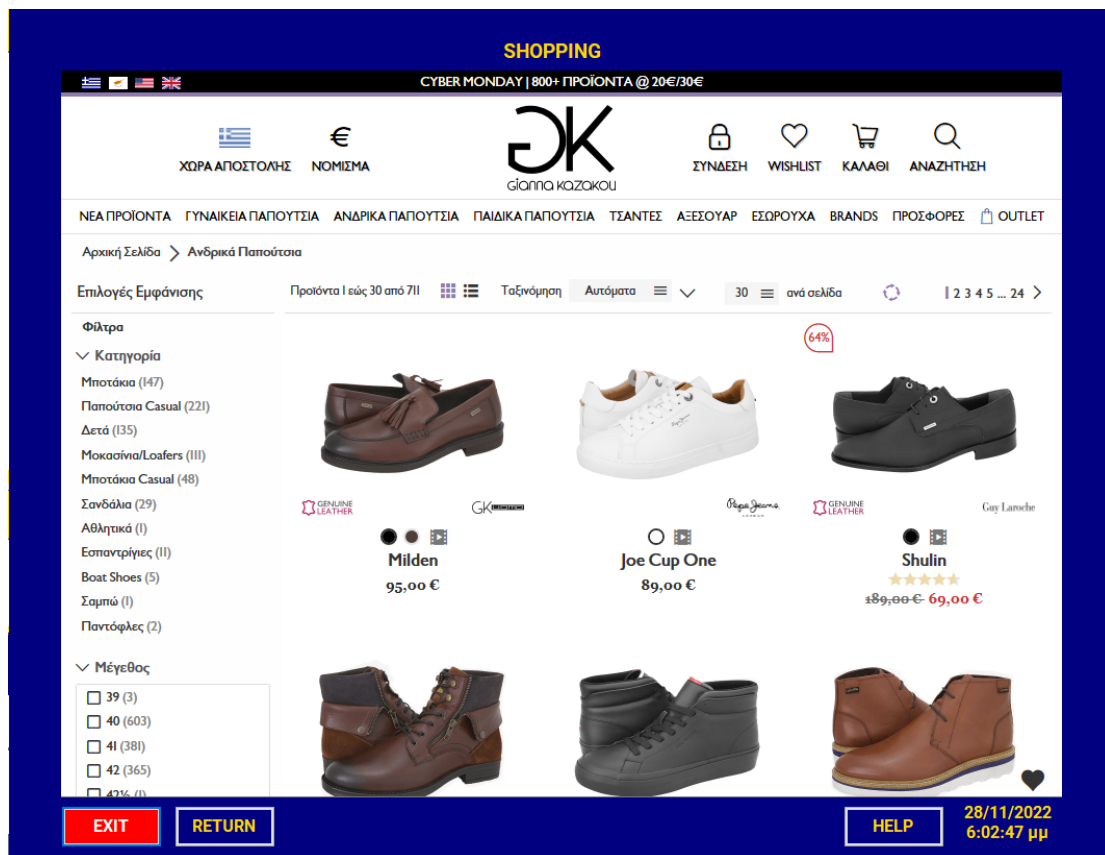 SHOPPING
CYBER MONDAY | 800+ ΠΡΟΪΟΝΤΑ @ 20€/30€
GK
gianna kazakou
€
ΧΩΡΑ ΑΠΟΣΤΟΛΗΣ ΝΟΜΙΣΜΑ ΣΥΝΔΕΣΗ WISHLIST ΚΑΛΑΘΙ ΑΝΑΖΗΤΗΣΗ
ΝΕΑ ΠΡΟΪΟΝΤΑ ΓΥΝΑΙΚΕΙΑ ΠΑΠΟΥΤΣΙΑ ΑΝΔΡΙΚΑ ΠΑΠΟΥΤΣΙΑ ΠΑΙΔΙΚΑ ΠΑΠΟΥΤΣΙΑ ΤΣΑΝΤΕΣ ΑΞΕΣΟΥΑΡ ΕΣΩΡΟΥΧΑ BRANDS ΠΡΟΣΦΟΡΕΣ OUTLET
Αρχική Σελίδα > Ανδρικά Παπούτσια
Επιλογές Εμφάνισης
Προϊόντα 1 εώς 30 από 711 Ταξινόμηση Αυτόματα 30 ανά σελίδα 1 2 3 4 5 ... 24 >
Φίλτρα
Κατηγορία
Μποτάκια (147)
Παπούτσια Casual (221)
Δετά (135)
Μοκασίνια/Loafers (111)
Μποτάκια Casual (48)
Σανδάλια (29)
Αθλητικά (1)
Εσπαντρίγιες (11)
Boat Shoes (5)
Σαμπώ (1)
Παντόφλες (2)
Μέγεθος
39 (3)
40 (603)
41 (381)
42 (365)
42½ (1)
GENUINE LEATHER
GK UOMO
Milden
95,00 €
Pepe Jeans
LONDON
Joe Cup One
89,00 €
64%
GENUINE LEATHER
Guy Laroche
Shulin
189,00 € 69,00 €
EXIT RETURN HELP
28/11/2022
6:02:47 μμ